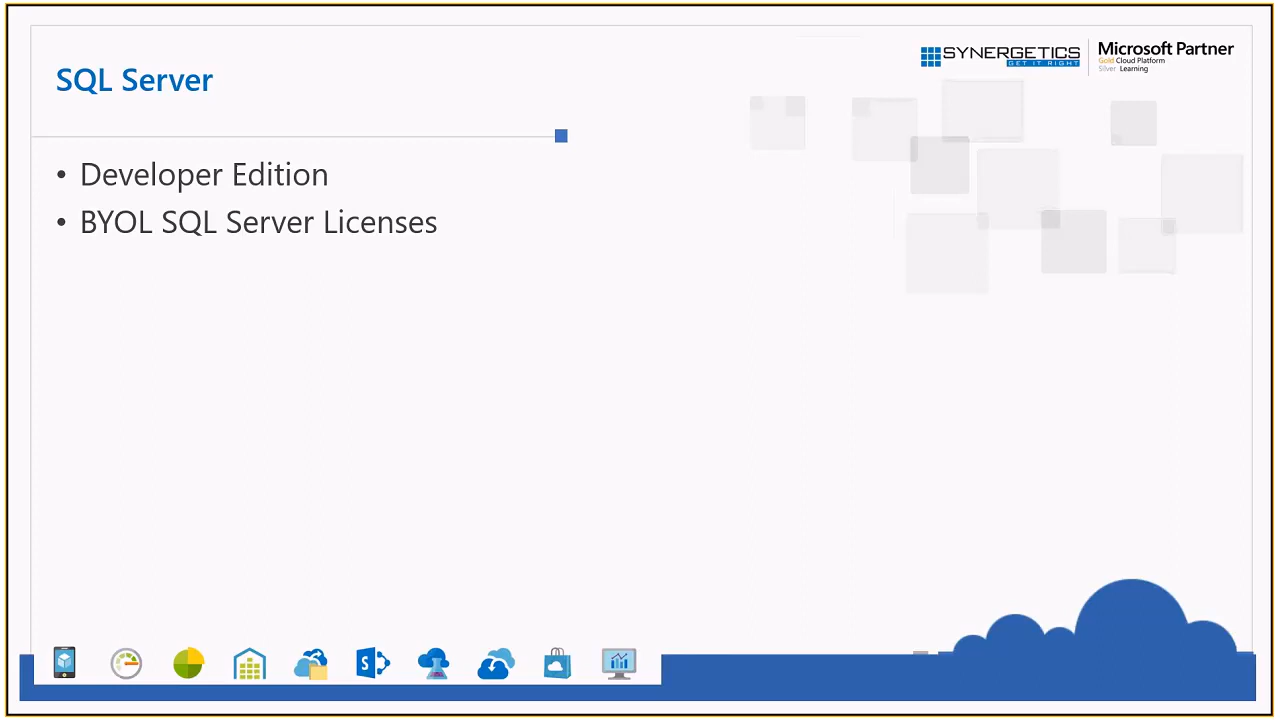 SQL Server
SYNERGETICS
GET IT RIGHT
Microsoft Partner
Gold Cloud Platform
Silver Learning
• Developer Edition
• BYOL SQL Server Licenses
S